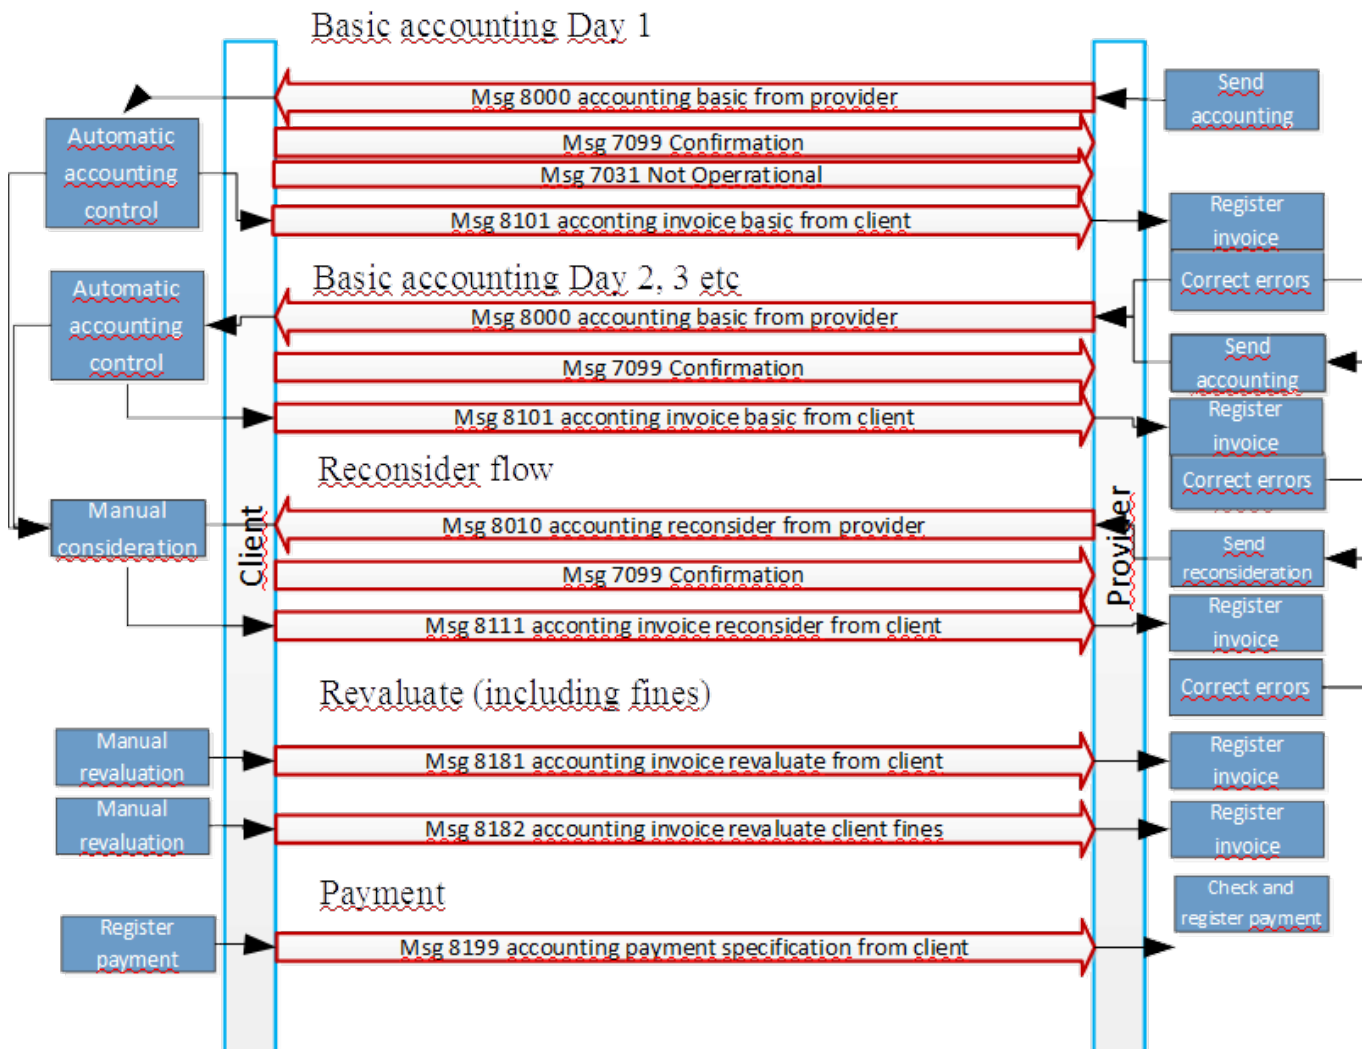 Basic accounting Day 1
Msg 8000 accounting basic from provider
Send
accounting
Automatic
accounting
control
Msg 7099 Confirmation
Msg 7031 Not Operrational
Msg 8101 acconting invoice basic from client
Register
invoice
Basic accounting Day 2, 3 etc
Correct errors
Automatic
accounting
control
Msg 8000 accounting basic from provider
Send
accounting
Msg 7099 Confirmation
Msg 8101 acconting invoice basic from client
Register
invoice
Reconsider flow
Correct errors
Manual
consideration
Client
Msg 8010 accounting reconsider from provider
Provider
Send
reconsideration
Msg 7099 Confirmation
Msg 8111 acconting invoice reconsider from client
Register
invoice
Revaluate (including fines)
Correct errors
Manual
revaluation
Msg 8181 accounting invoice revaluate from client
Register
invoice
Manual
revaluation
Msg 8182 accounting invoice revaluate client fines
Register
invoice
Payment
Check and
register payment
Register
payment
Msg 8199 accounting payment specification from client